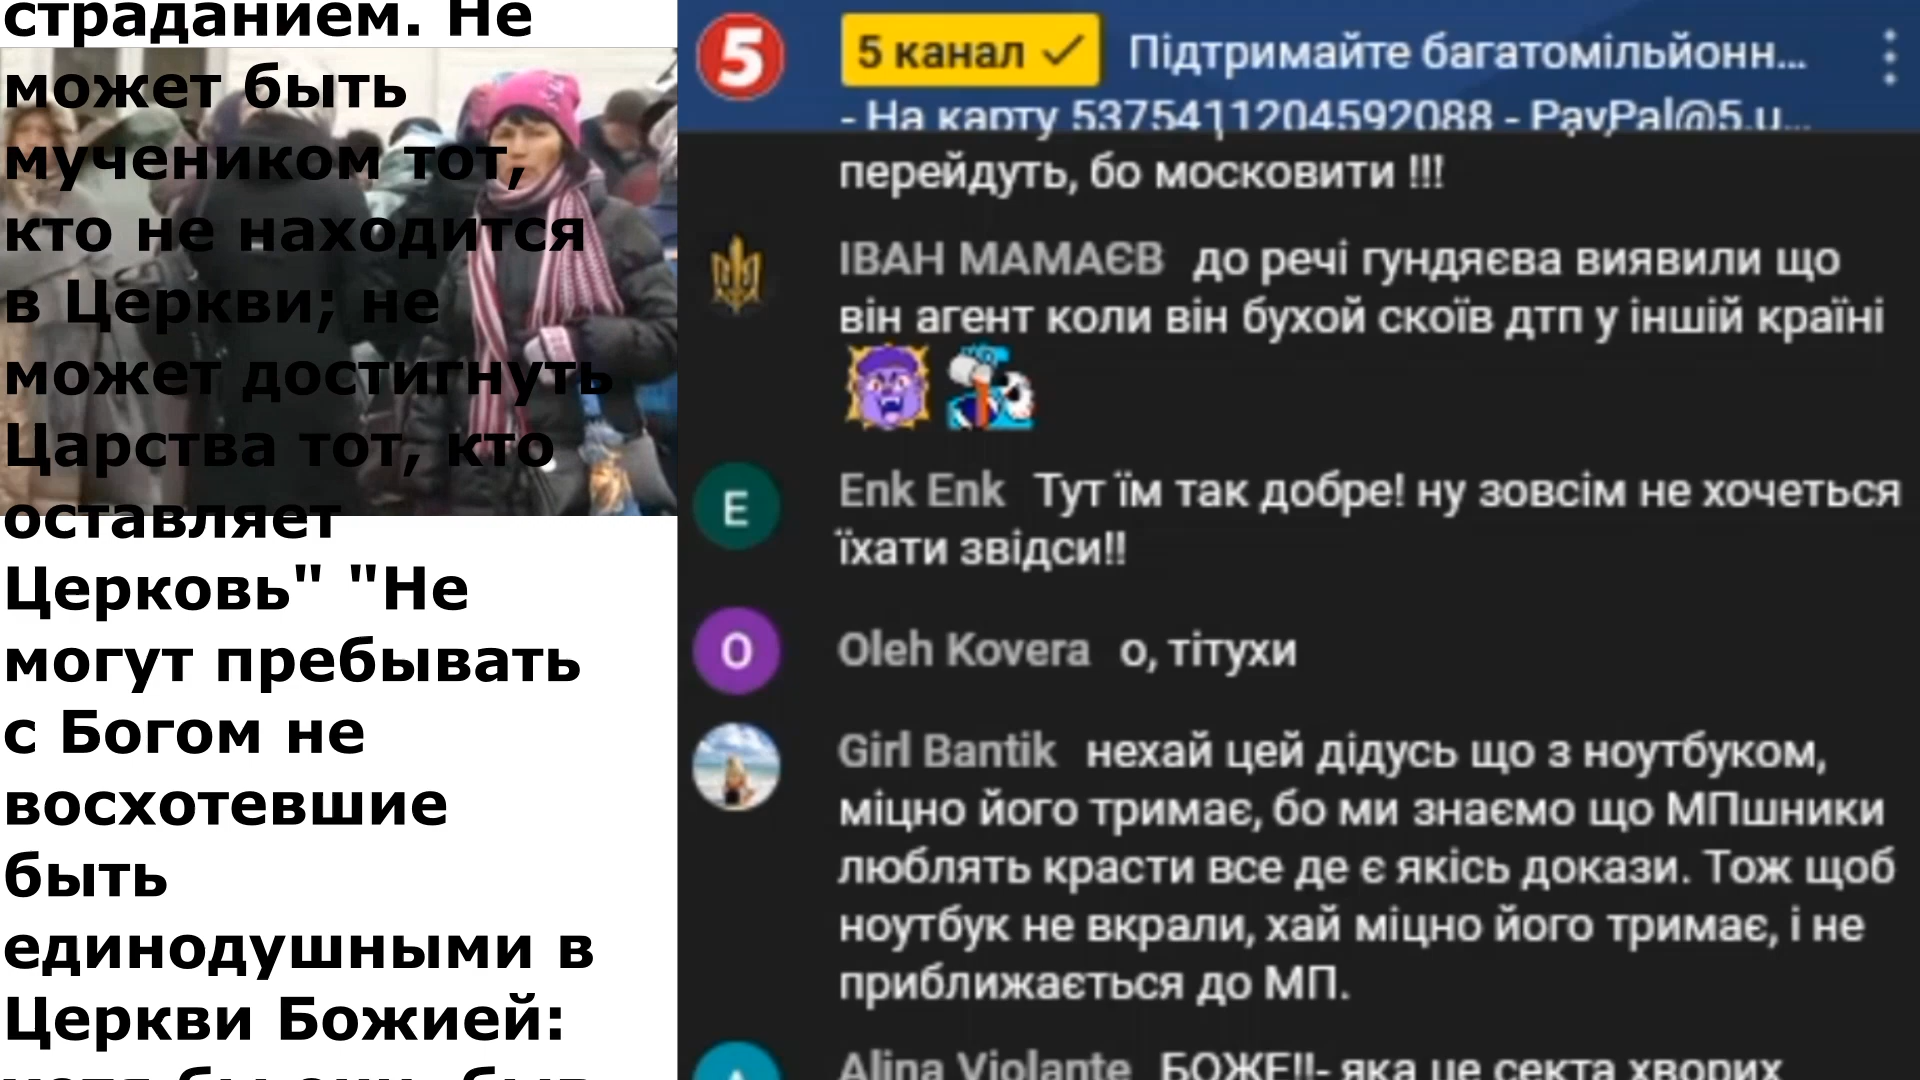 страданием. Не
может быть
мучеником тот,
кто не находится
в Церкви; не
может достигнуть
Царства тот, кто
оставляет
Церковь" "Не
могут пребывать
с Богом не
восхотевшие
быть
единодушными в
Церкви Божией:
хотя бы они, быв
5
5 канал ✓ Підтримайте багатомільйонн...
- На карту 5375411204592088 - PayPal@5.u...
перейдуть, бо московити !!!
ІВАН МАМАЄВ до речі гундяєва виявили що
він агент коли він бухой скоїв дтп у іншій країні
E
Enk Enk Тут їм так добре! ну зовсім не хочеться
їхати звідси!!
O
Oleh Kovera о, тітухи
Girl Bantik нехай цей дідусь що з ноутбуком,
міцно його тримає, бо ми знаємо що МПшники
люблять красти все де є якісь докази. Тож щоб
ноутбук не вкрали, хай міцно його тримає, і не
приближається до МП.
A
Alina Violante БОЖЕ!!- яка це секта хворих